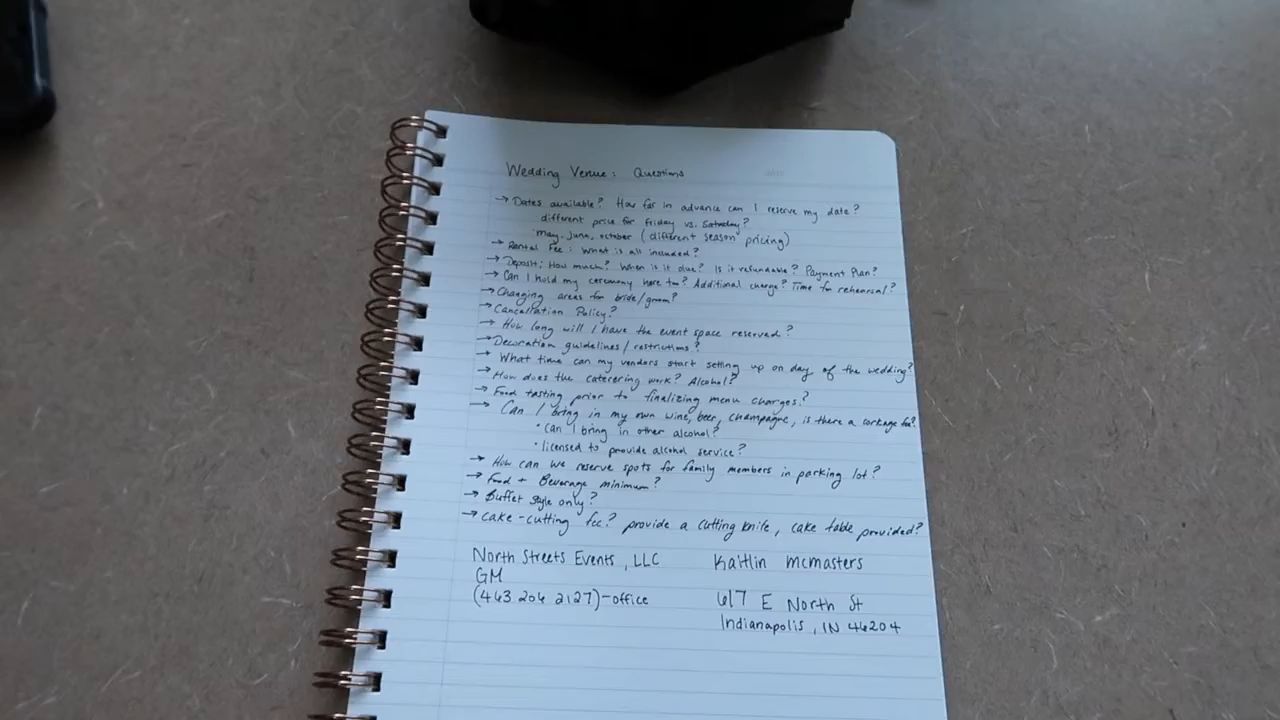 Wedding Venue: Questions
→ Dates available? How far in advance can I reserve my date?
different price for Friday vs. Saturday?
may, june, october (different season pricing)
→ Rental Fee: What is all included?
→ Deposit: How much? When is it due? Is it refundable? Payment Plan?
→ Can I hold my ceremony here too? Additional charge? Time for rehearsal?
→ Changing areas for bride/groom?
→ Cancellation Policy?
→ How long will I have the event space reserved?
→ Decoration guidelines/restrictions?
→ What time can my vendors start setting up on day of the wedding?
→ How does the caterering work? Alcohol?
→ Food tasting prior to finalizing menu charges?
→ Can I bring in my own wine, beer, champagne, is there a corkage fee?
• can I bring in other alcohol?
• licensed to provide alcohol service?
→ How can we reserve spots for family members in parking lot?
→ Food + Beverage minimum?
→ Buffet Style only?
→ cake-cutting fee? provide a cutting knife, cake table provided?
North Streets Events, LLC
GM
(463 206 2127)-office
Kaitlin mcmasters
617 E North St
Indianapolis, IN 46204